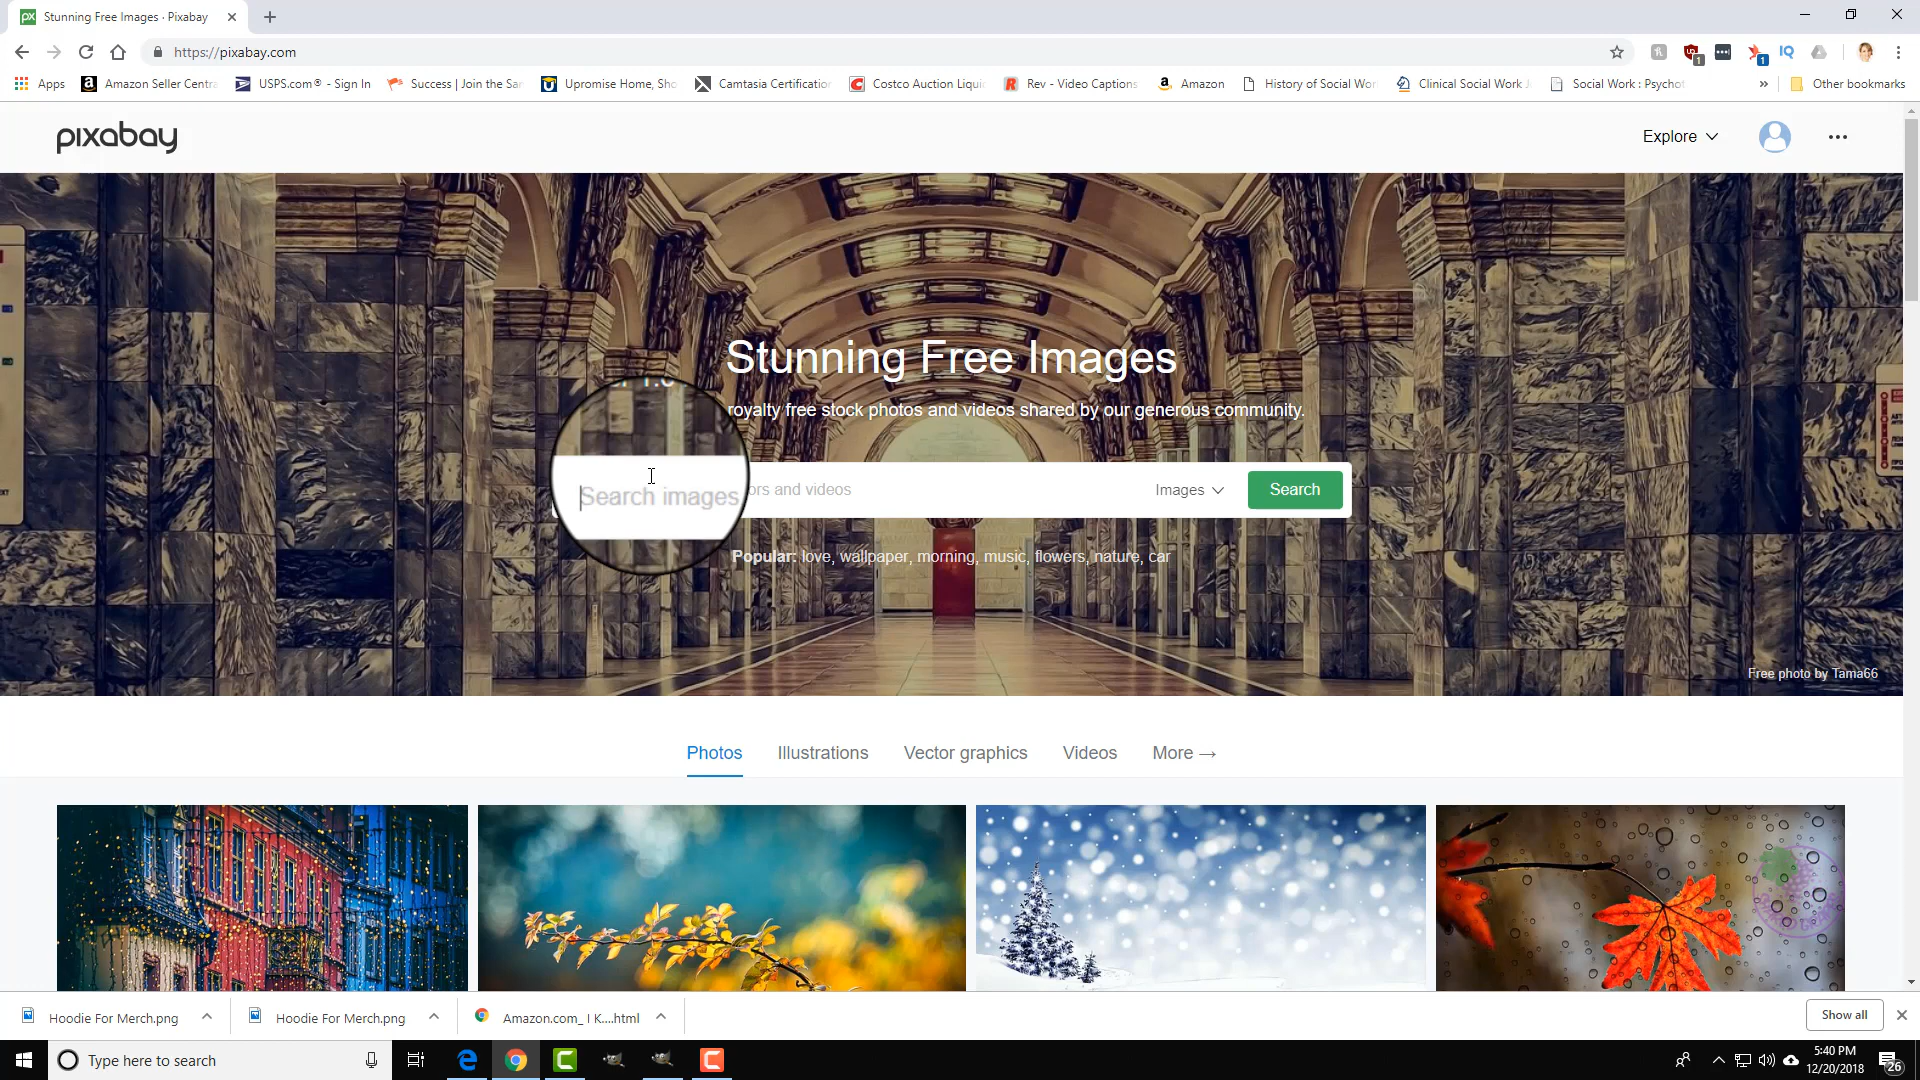 Stunning Free Images · Pixabay
https://pixabay.com
1
1
IQ
Apps
Amazon Seller Centra
USPS.com® - Sign In
Success | Join the Sar
Upromise Home, Sho
Camtasia Certification
Costco Auction Liqui
Rev - Video Captions
Amazon
History of Social Wor
Clinical Social Work J
Social Work : Psychot
»
Other bookmarks
pixabay
Explore
Stunning Free Images
royalty free stock photos and videos shared by our generous community.
Search images
ors and videos
Images
Search
Popular: love, wallpaper, morning, music, flowers, nature, car
Free photo by Tama66
Photos
Illustrations
Vector graphics
Videos
More →
Hoodie For Merch.png
Hoodie For Merch.png
Amazon.com_ I K....html
Show all
Type here to search
5:40 PM
12/20/2018
26